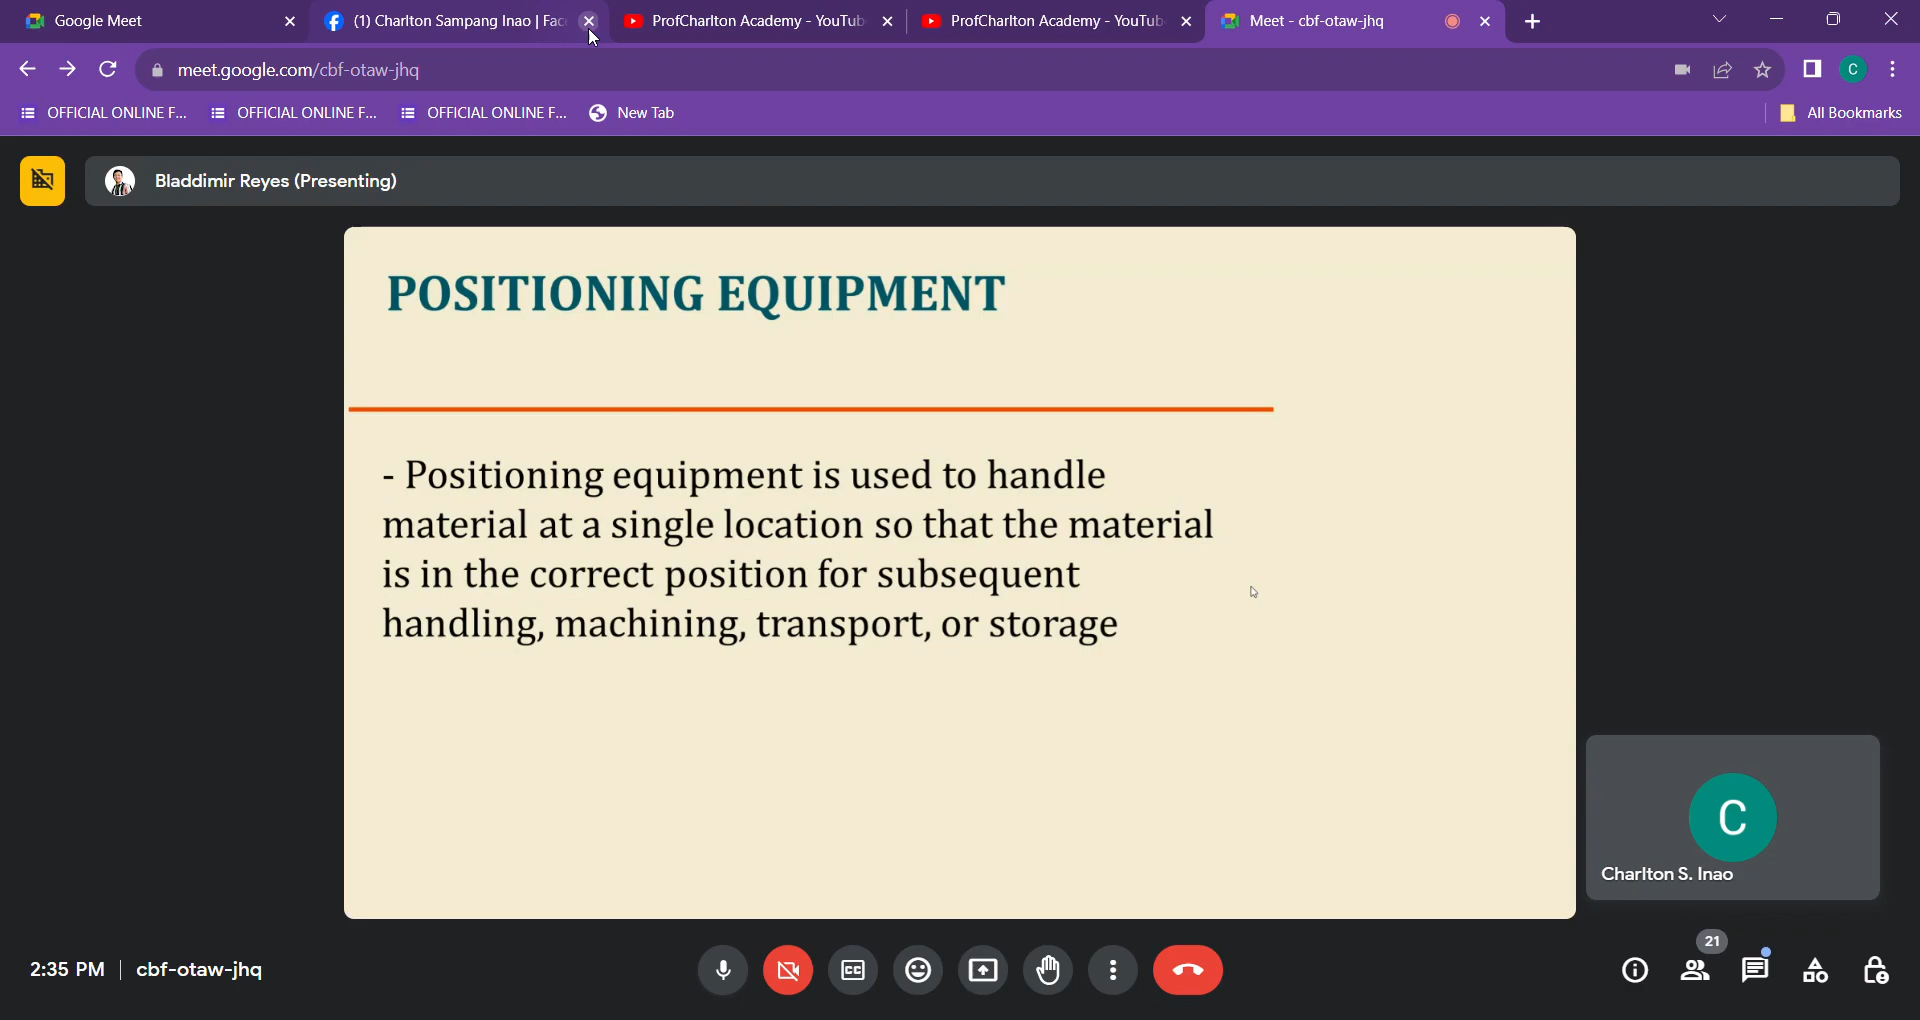 Google Meet
(1) Charlton Sampang Inao | Fac
ProfCharlton Academy - YouTub
ProfCharlton Academy - YouTub
Meet - cbf-otaw-jhq
meet.google.com/cbf-otaw-jhq
C
OFFICIAL ONLINE F...
OFFICIAL ONLINE F...
OFFICIAL ONLINE F...
New Tab
All Bookmarks
Bladdimir Reyes (Presenting)
POSITIONING EQUIPMENT
- Positioning equipment is used to handle
material at a single location so that the material
is in the correct position for subsequent
handling, machining, transport, or storage
C
Charlton S. Inao
2:35 PM | cbf-otaw-jhq
CC
21